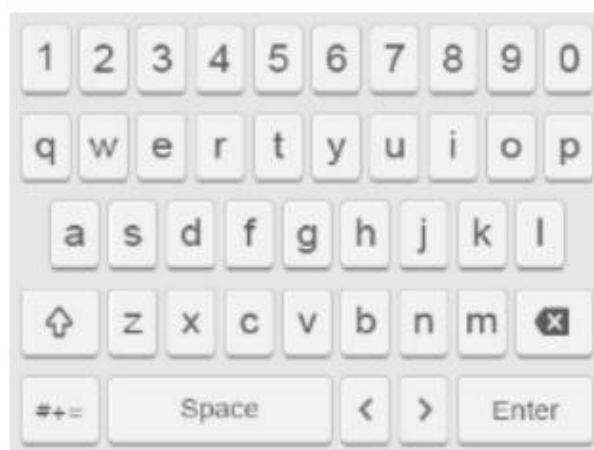 1 2 3 4 5 6 7 8 9 0
q w e r t y u i o p
a s d f g h j k l
z x c v b n m
#+= Space < > Enter